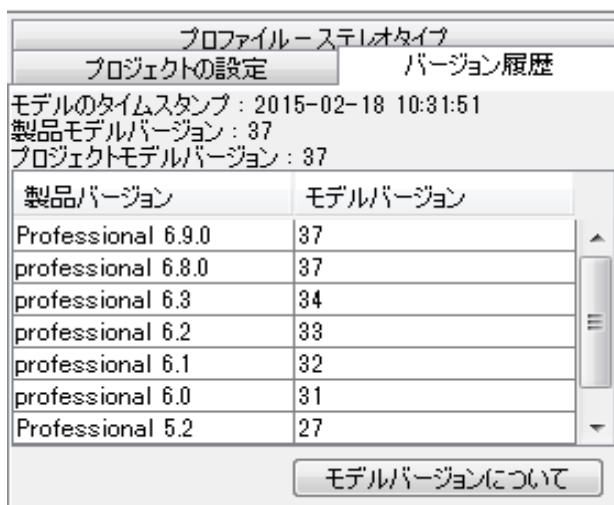 プロファイル － ステレオタイプ
プロジェクトの設定 バージョン履歴
モデルのタイムスタンプ : 2015-02-18 10:31:51
製品モデルバージョン : 37
プロジェクトモデルバージョン : 37
製品バージョン モデルバージョン
Professional 6.9.0 37
professional 6.8.0 37
professional 6.3 34
professional 6.2 33
professional 6.1 32
professional 6.0 31
Professional 5.2 27
モデルバージョンについて